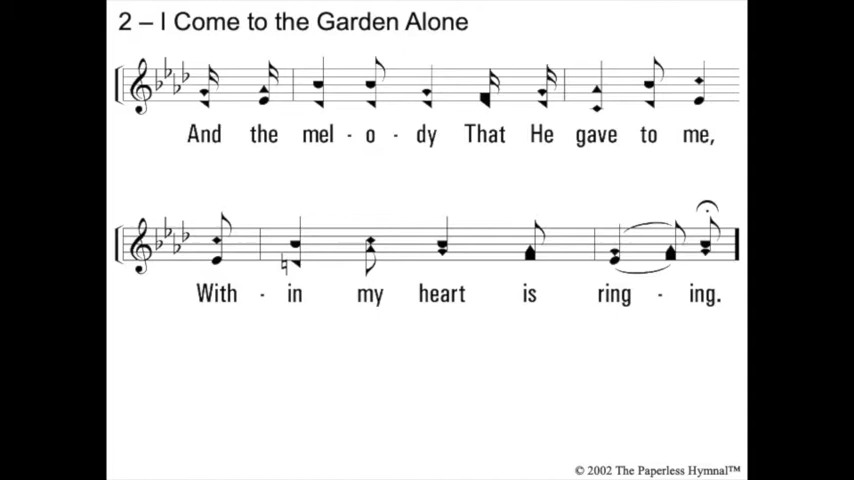 2 – I Come to the Garden Alone
And the mel - o - dy That He gave to me,
With - in my heart is ring - ing.
© 2002 The Paperless Hymnal™